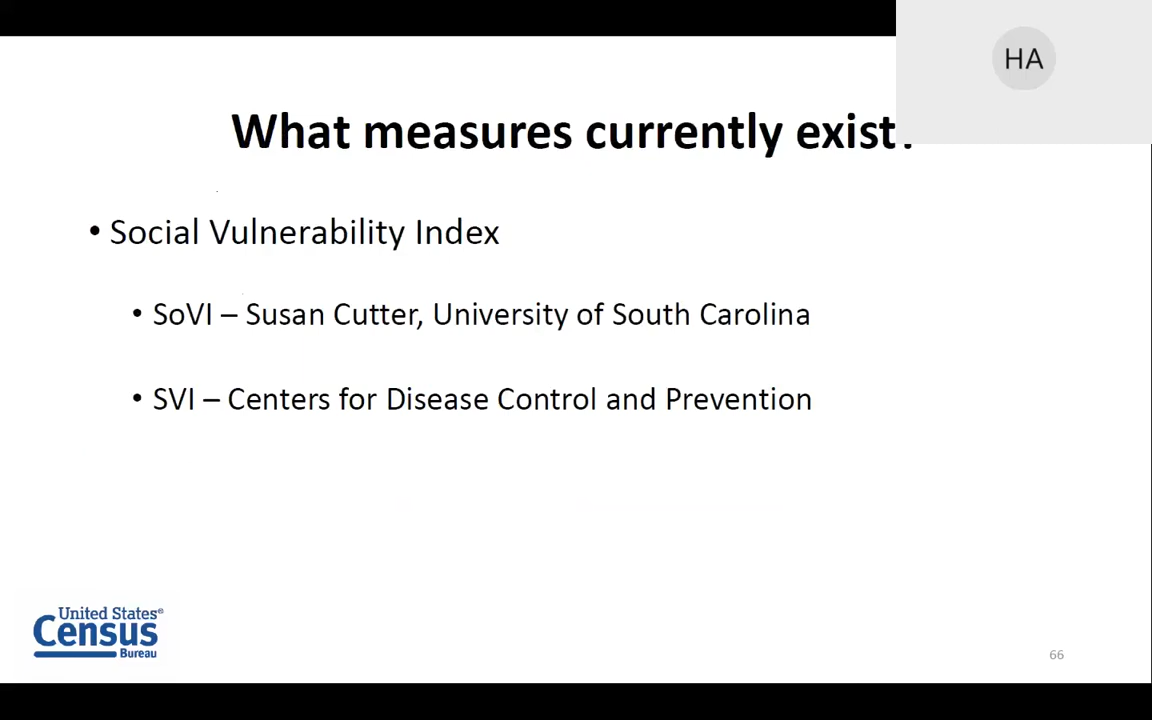 HA
What measures currently exist?
• Social Vulnerability Index
• SoVI – Susan Cutter, University of South Carolina
• SVI – Centers for Disease Control and Prevention
United States®
Census
Bureau
66